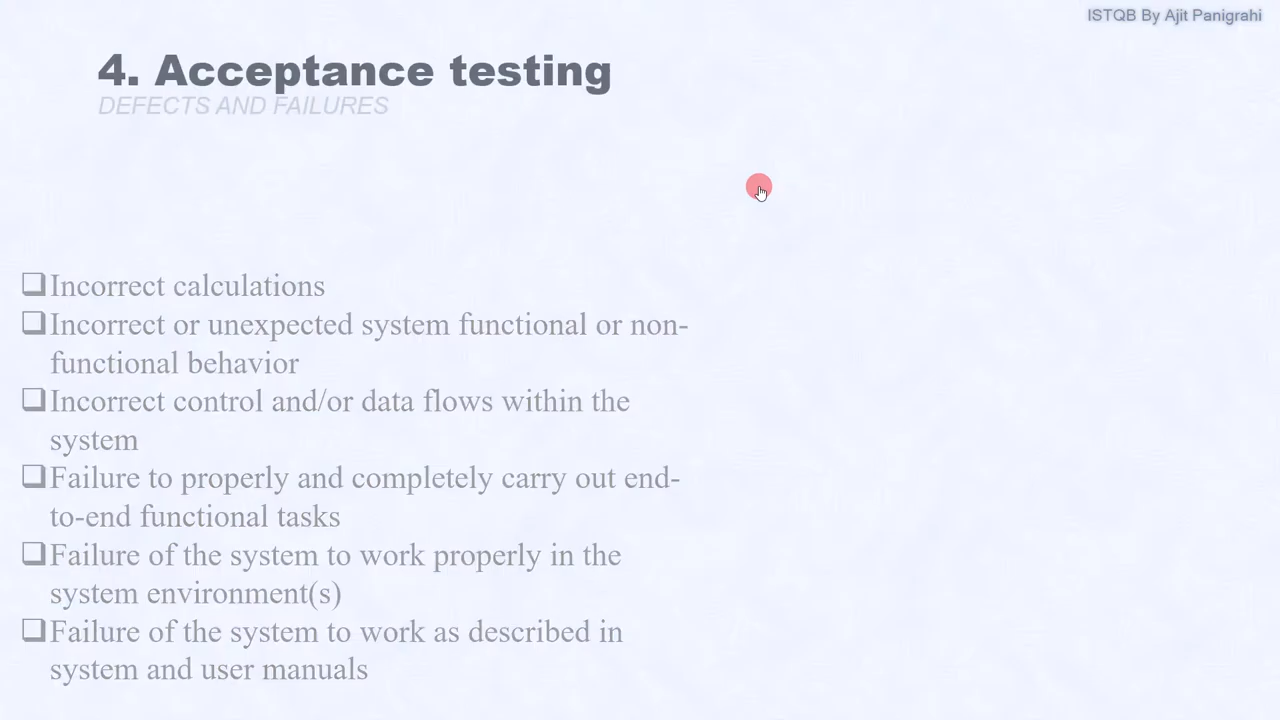 ISTQB By Ajit Panigrahi
4. Acceptance testing
DEFECTS AND FAILURES
❑Incorrect calculations
❑Incorrect or unexpected system functional or non-
functional behavior
❑Incorrect control and/or data flows within the
system
❑Failure to properly and completely carry out end-
to-end functional tasks
❑Failure of the system to work properly in the
system environment(s)
❑Failure of the system to work as described in
system and user manuals